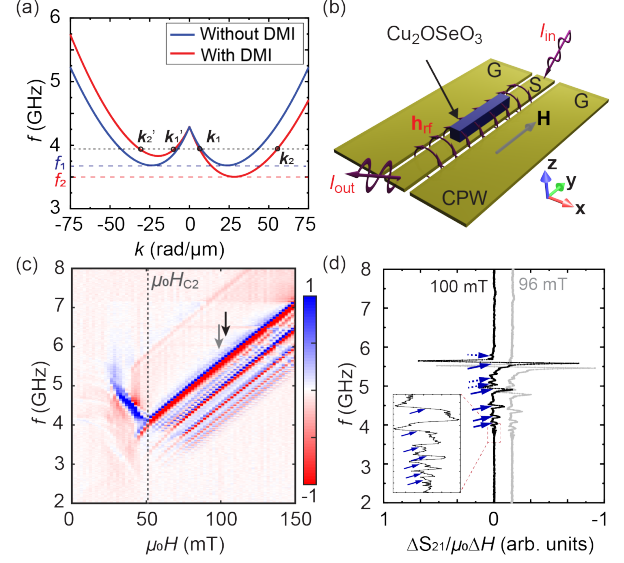 (a)
Without DMI
With DMI
f (GHz)
6
5
4
3
f₁
f₂
k₂'
k₁'
k₁
k₂
-75 -50 -25 0 25 50 75
k (rad/µm)
(b)
Cu2OSeO3
Iin
G
S
G
hrf
H
Iout
CPW
z
y
x
(c)
µ₀HC2
f (GHz)
8
7
6
5
4
3
2
0 50 100 150
µ₀H (mT)
1
-1
(d)
100 mT
96 mT
f (GHz)
8
7
6
5
4
3
2
1 0 -1
ΔS₂₁/µ₀ΔH (arb. units)